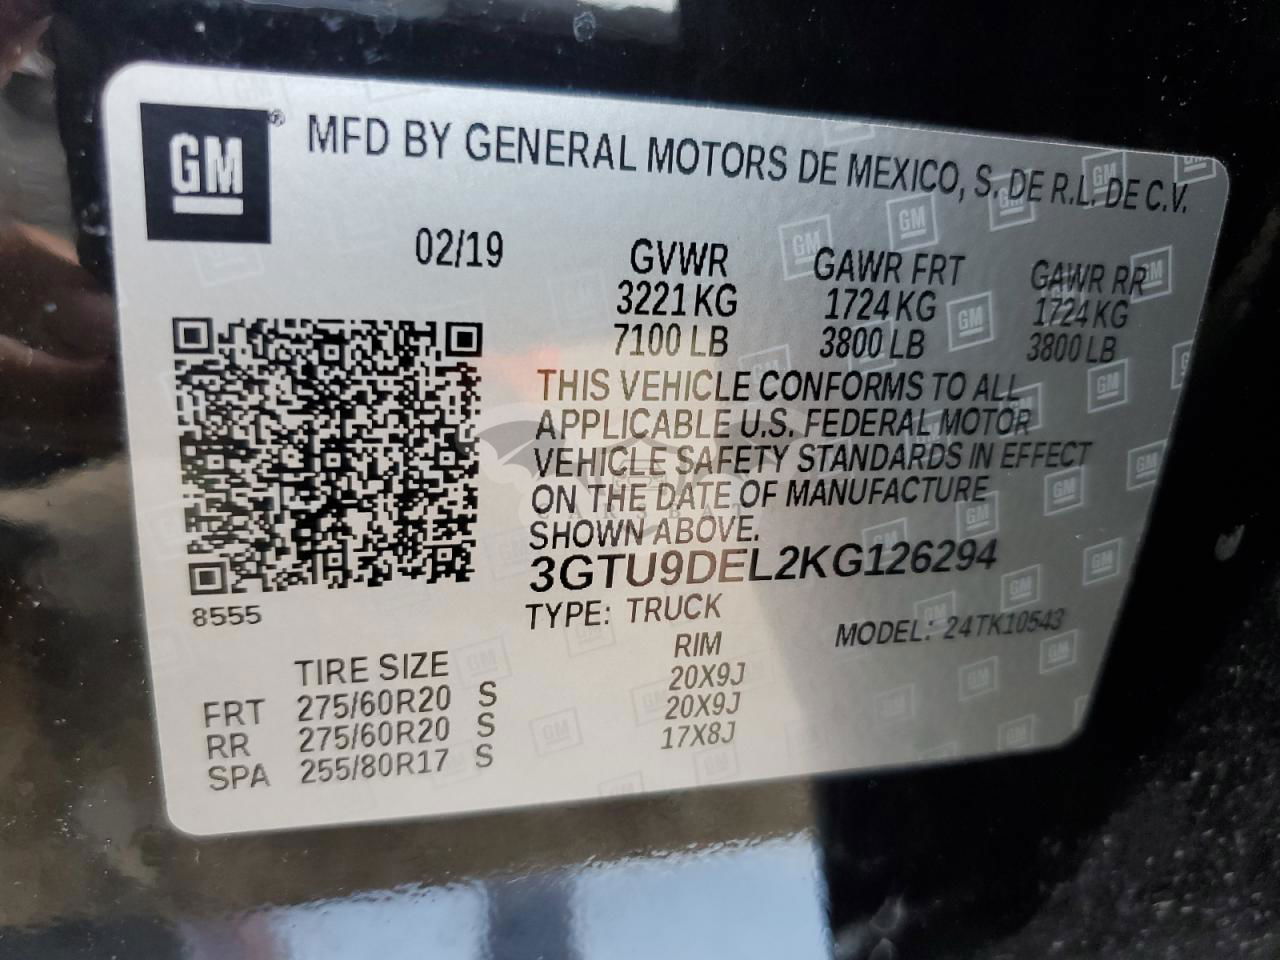 GM ® MFD BY GENERAL MOTORS DE MEXICO, S. DE R.L. DE C.V.
02/19 GVWR GAWR FRT GAWR RR
3221 KG 1724 KG 1724 KG
7100 LB 3800 LB 3800 LB
THIS VEHICLE CONFORMS TO ALL
APPLICABLE U.S. FEDERAL MOTOR
VEHICLE SAFETY STANDARDS IN EFFECT
ON THE DATE OF MANUFACTURE
SHOWN ABOVE.
3GTU9DEL2KG126294
8555
TYPE: TRUCK MODEL: 24TK10543
TIRE SIZE RIM
FRT 275/60R20 S 20X9J
RR 275/60R20 S 20X9J
SPA 255/80R17 S 17X8J